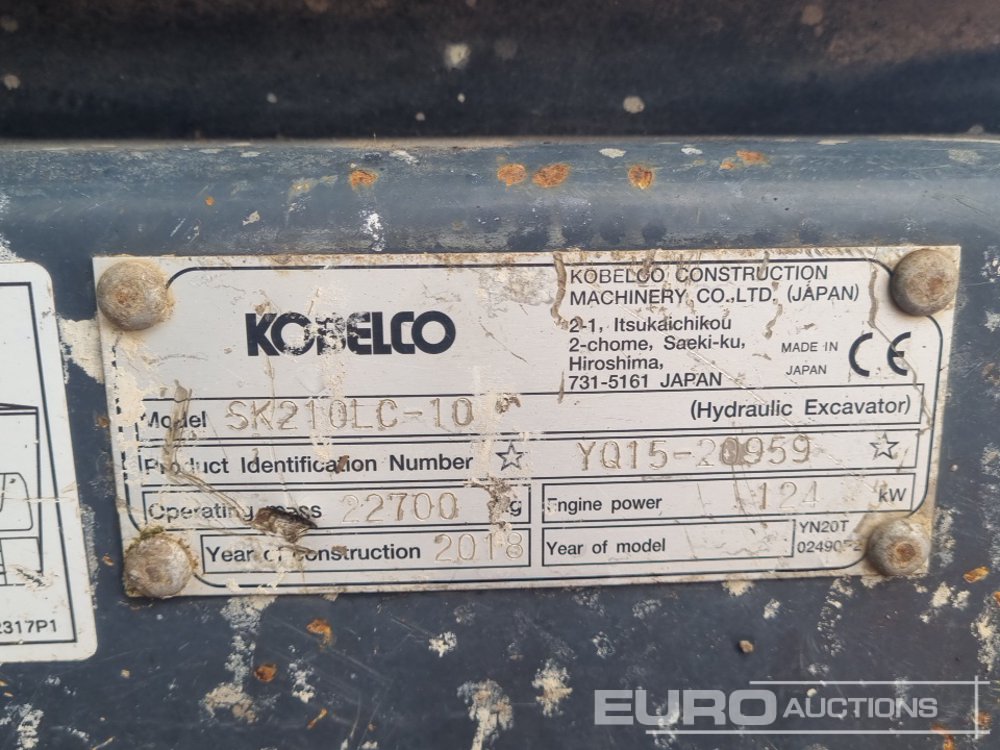 KOBELCO
KOBELCO CONSTRUCTION
MACHINERY CO.,LTD. (JAPAN)
2-1, Itsukaichikou
2-chome, Saeki-ku,
Hiroshima,
731-5161 JAPAN
MADE IN
JAPAN
CE
Model SK210LC-10 (Hydraulic Excavator)
Product Identification Number ☆ YQ15-20959 ☆
Operating mass 22700 kg
Engine power 124 kW
Year of construction 2018
Year of model
YN20T
2317P1
EURO AUCTIONS